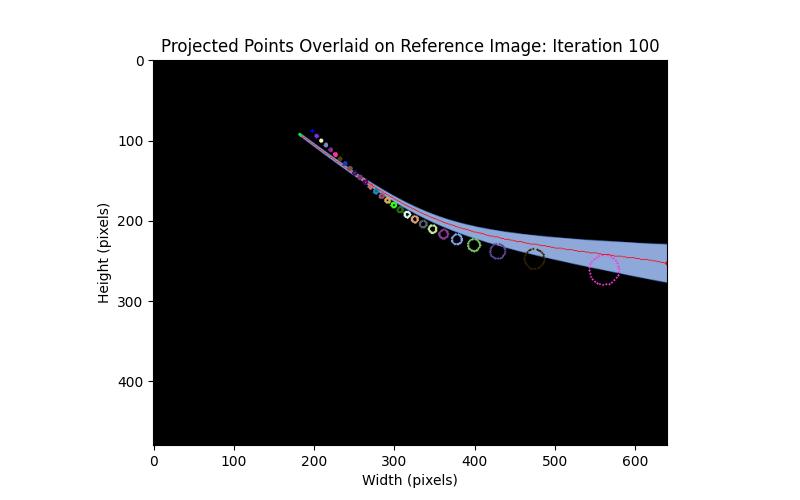 Projected Points Overlaid on Reference Image: Iteration 100
0
100
200
300
400
Height (pixels)
0 100 200 300 400 500 600
Width (pixels)